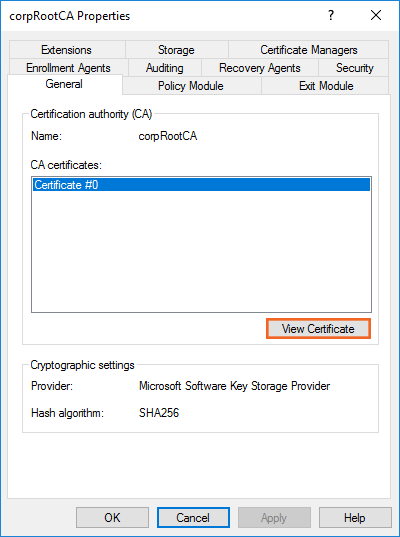 corpRootCA Properties
?
Extensions Storage Certificate Managers
Enrollment Agents Auditing Recovery Agents Security
General Policy Module Exit Module
Certification authority (CA)
Name: corpRootCA
CA certificates:
Certificate #0
View Certificate
Cryptographic settings
Provider: Microsoft Software Key Storage Provider
Hash algorithm: SHA256
OK Cancel Apply Help